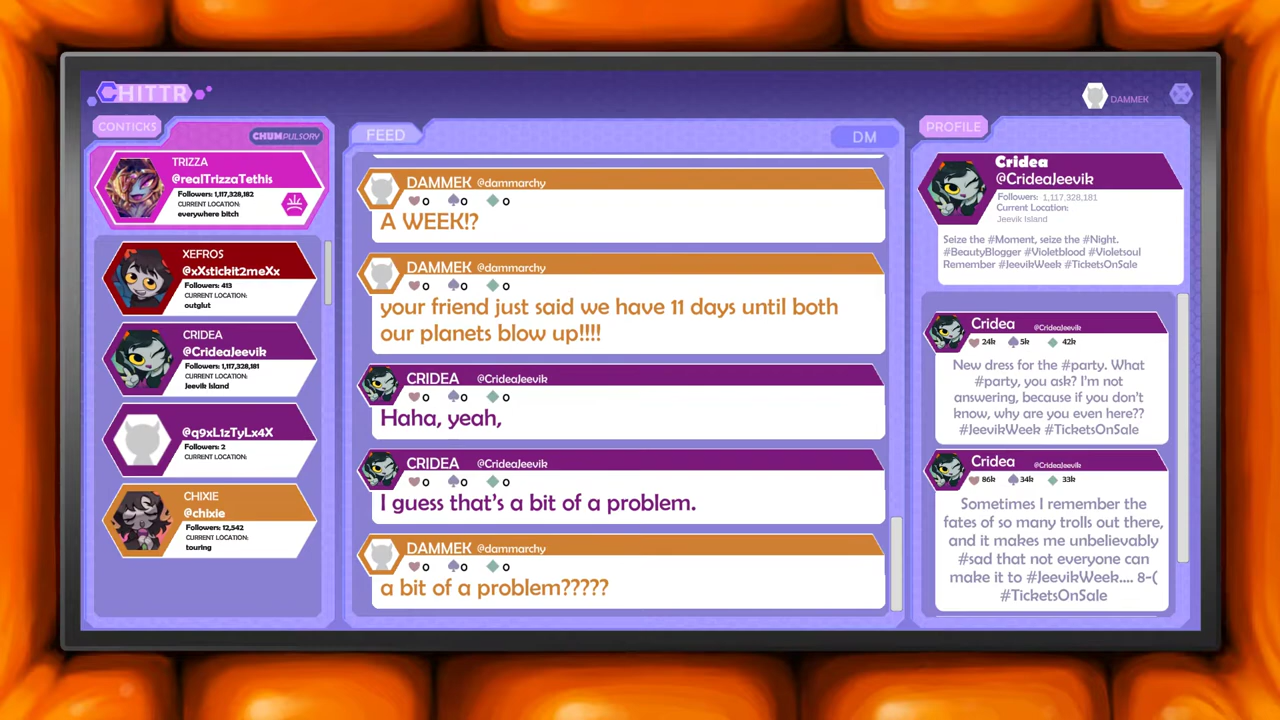 CHITTR
DAMMEK
CONTICKS
CHUMPULSORY
TRIZZA
@realTrizzaTethis
Followers: 1,117,328,182
CURRENT LOCATION:
everywhere bitch
XEFROS
@xXstickit2meXx
Followers: 413
CURRENT LOCATION:
outglut
CRIDEA
@CrideaJeevik
Followers: 1,117,328,181
CURRENT LOCATION:
Jeevik Island
@q9xL1zTyLx4X
Followers: 2
CURRENT LOCATION:
CHIXIE
@chixie
Followers: 12,542
CURRENT LOCATION:
touring
FEED
DM
DAMMEK @dammarchy
0 0 0
A WEEK!?
DAMMEK @dammarchy
0 0 0
your friend just said we have 11 days until both
our planets blow up!!!!
CRIDEA @CrideaJeevik
0 0 0
Haha, yeah,
CRIDEA @CrideaJeevik
0 0 0
I guess that's a bit of a problem.
DAMMEK @dammarchy
0 0 0
a bit of a problem?????
PROFILE
Cridea
@CrideaJeevik
Followers: 1,117,328,181
Current Location:
Jeevik Island
Seize the #Moment, seize the #Night.
#BeautyBlogger #Violetblood #Violetsoul
Remember #JeevikWeek #TicketsOnSale
Cridea @CrideaJeevik
24k 5k 42k
New dress for the #party. What
#party, you ask? I'm not
answering, because if you don't
know, why are you even here??
#JeevikWeek #TicketsOnSale
Cridea @CrideaJeevik
86k 34k 33k
Sometimes I remember the
fates of so many trolls out there,
and it makes me unbelievably
#sad that not everyone can
make it to #JeevikWeek.... 8-(
#TicketsOnSale